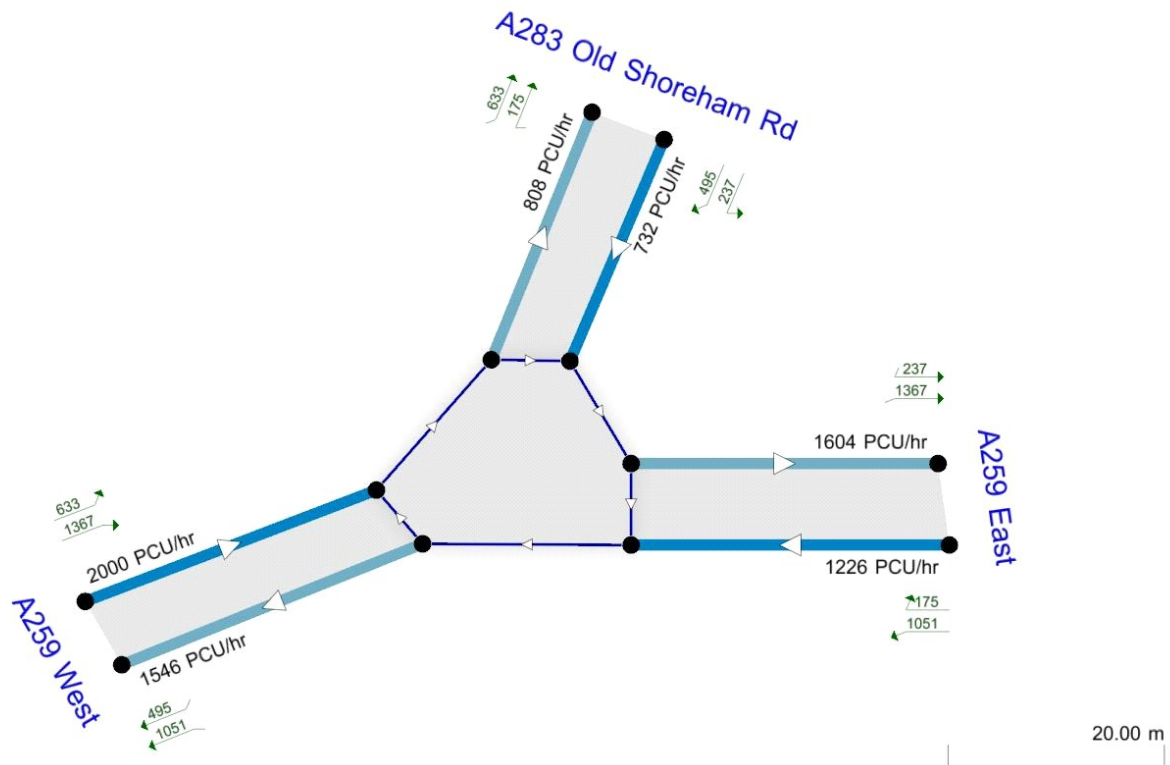 A283 Old Shoreham Rd
633
175
808 PCU/hr
732 PCU/hr
495
237
237
1367
1604 PCU/hr
A259 East
1226 PCU/hr
175
1051
633
1367
2000 PCU/hr
A259 West
1546 PCU/hr
495
1051
20.00 m